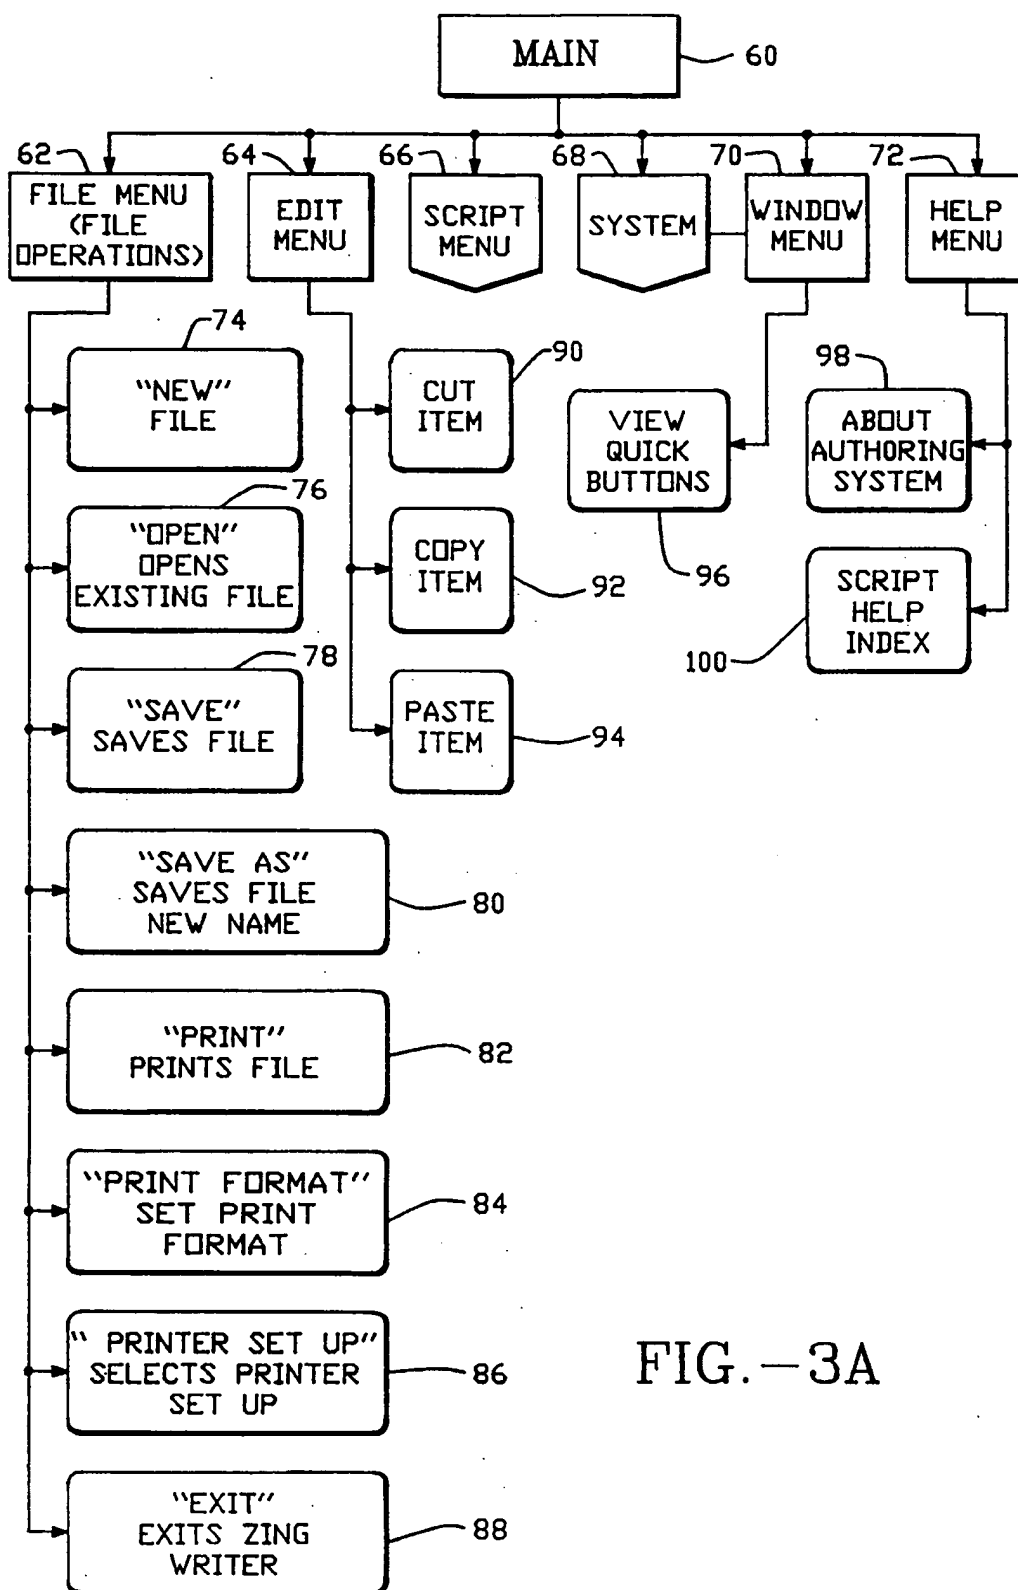 MAIN
60
62
64
66
68
70
72
FILE MENU
(FILE
OPERATIONS)
EDIT
MENU
SCRIPT
MENU
SYSTEM
WINDOW
MENU
HELP
MENU
74
"NEW"
FILE
90
CUT
ITEM
VIEW
QUICK
BUTTONS
96
98
ABOUT
AUTHORING
SYSTEM
76
"OPEN"
OPENS
EXISTING FILE
COPY
ITEM
92
SCRIPT
HELP
INDEX
100
78
"SAVE"
SAVES FILE
PASTE
ITEM
94
"SAVE AS"
SAVES FILE
NEW NAME
80
"PRINT"
PRINTS FILE
82
"PRINT FORMAT"
SET PRINT
FORMAT
84
" PRINTER SET UP"
SELECTS PRINTER
SET UP
86
"EXIT"
EXITS ZING
WRITER
88
FIG.-3A